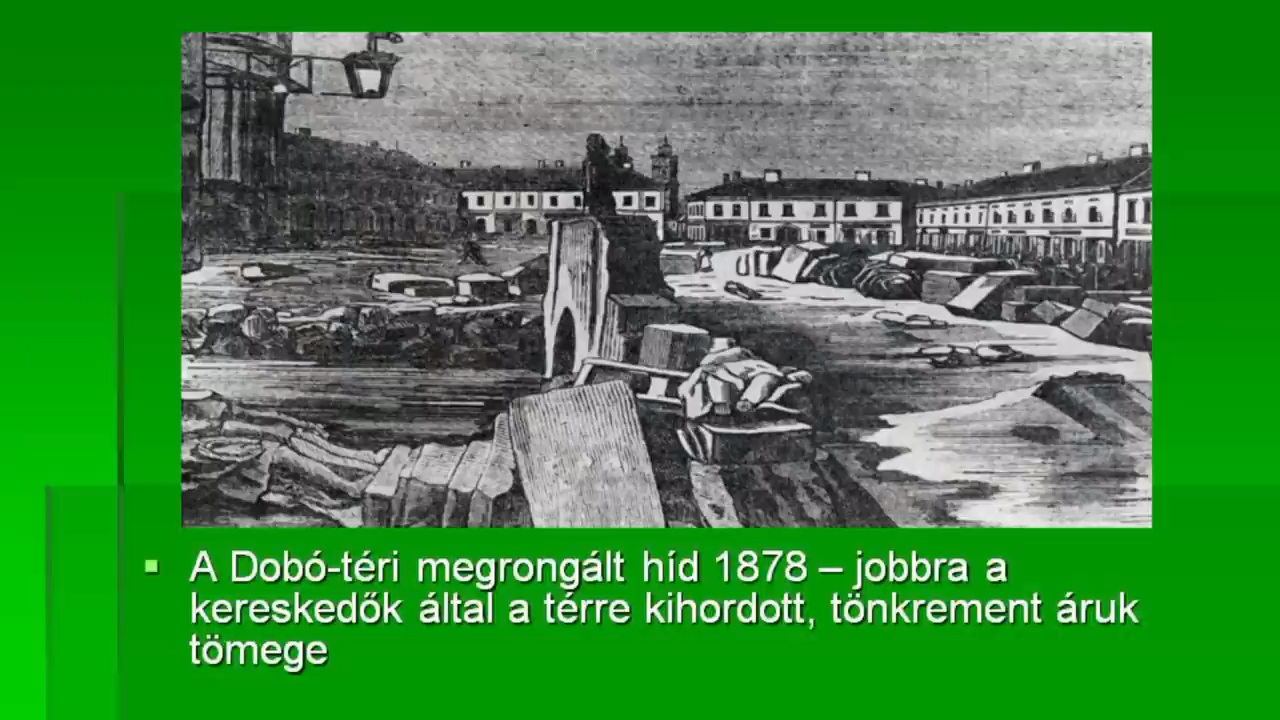 A Dobó-téri megrongált híd 1878 – jobbra a
kereskedők által a térre kihordott, tönkrement áruk
tömege